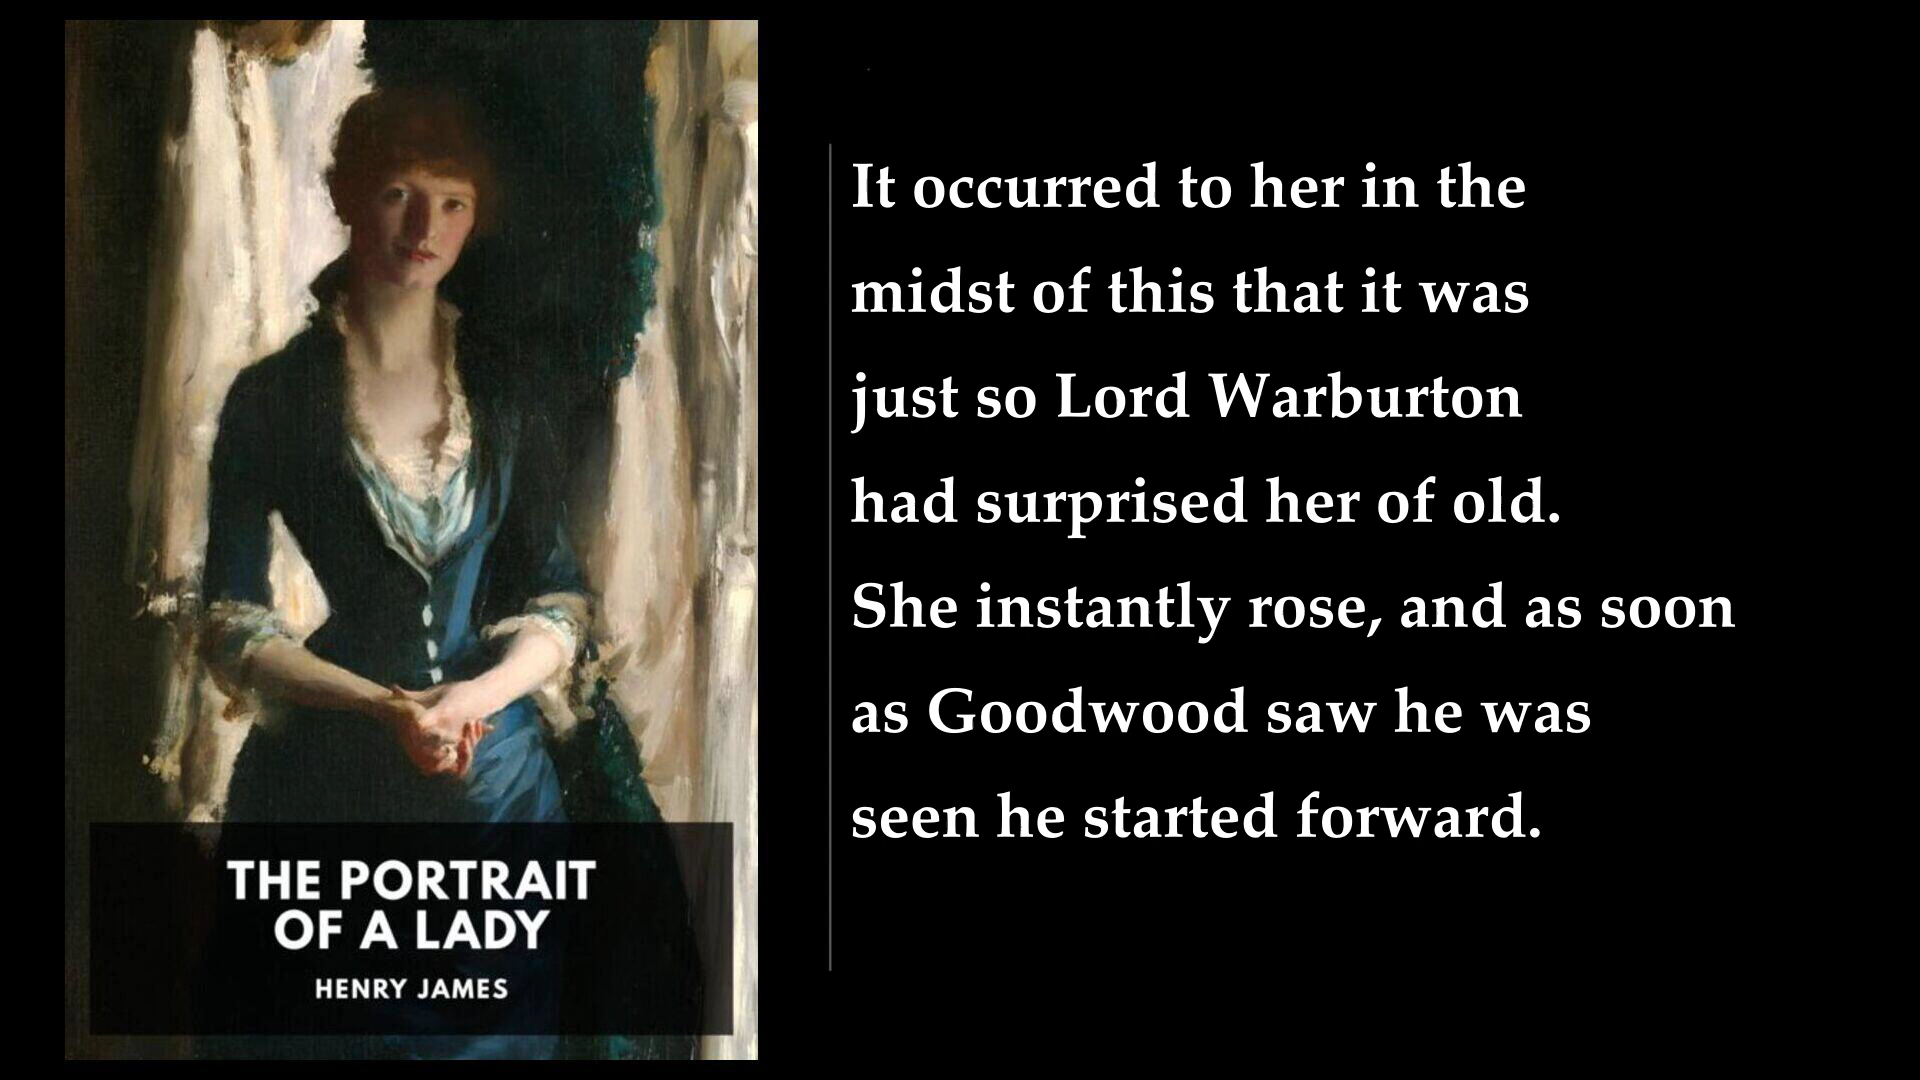 THE PORTRAIT
OF A LADY
HENRY JAMES
It occurred to her in the
midst of this that it was
just so Lord Warburton
had surprised her of old.
She instantly rose, and as soon
as Goodwood saw he was
seen he started forward.